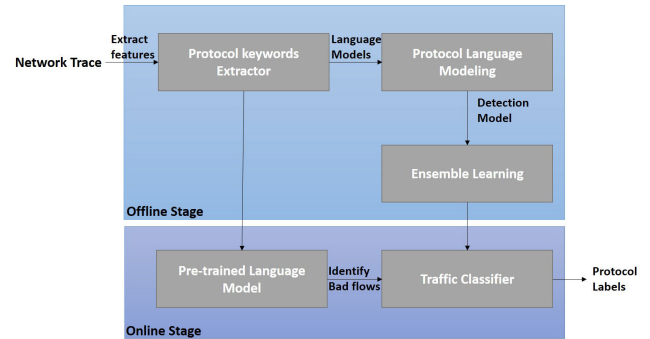 Extract
features
Network Trace
Protocol keywords
Extractor
Language
Models
Protocol Language
Modeling
Detection
Model
Ensemble Learning
Offline Stage
Pre-trained Language
Model
Identify
Bad flows
Traffic Classifier
Protocol
Labels
Online Stage